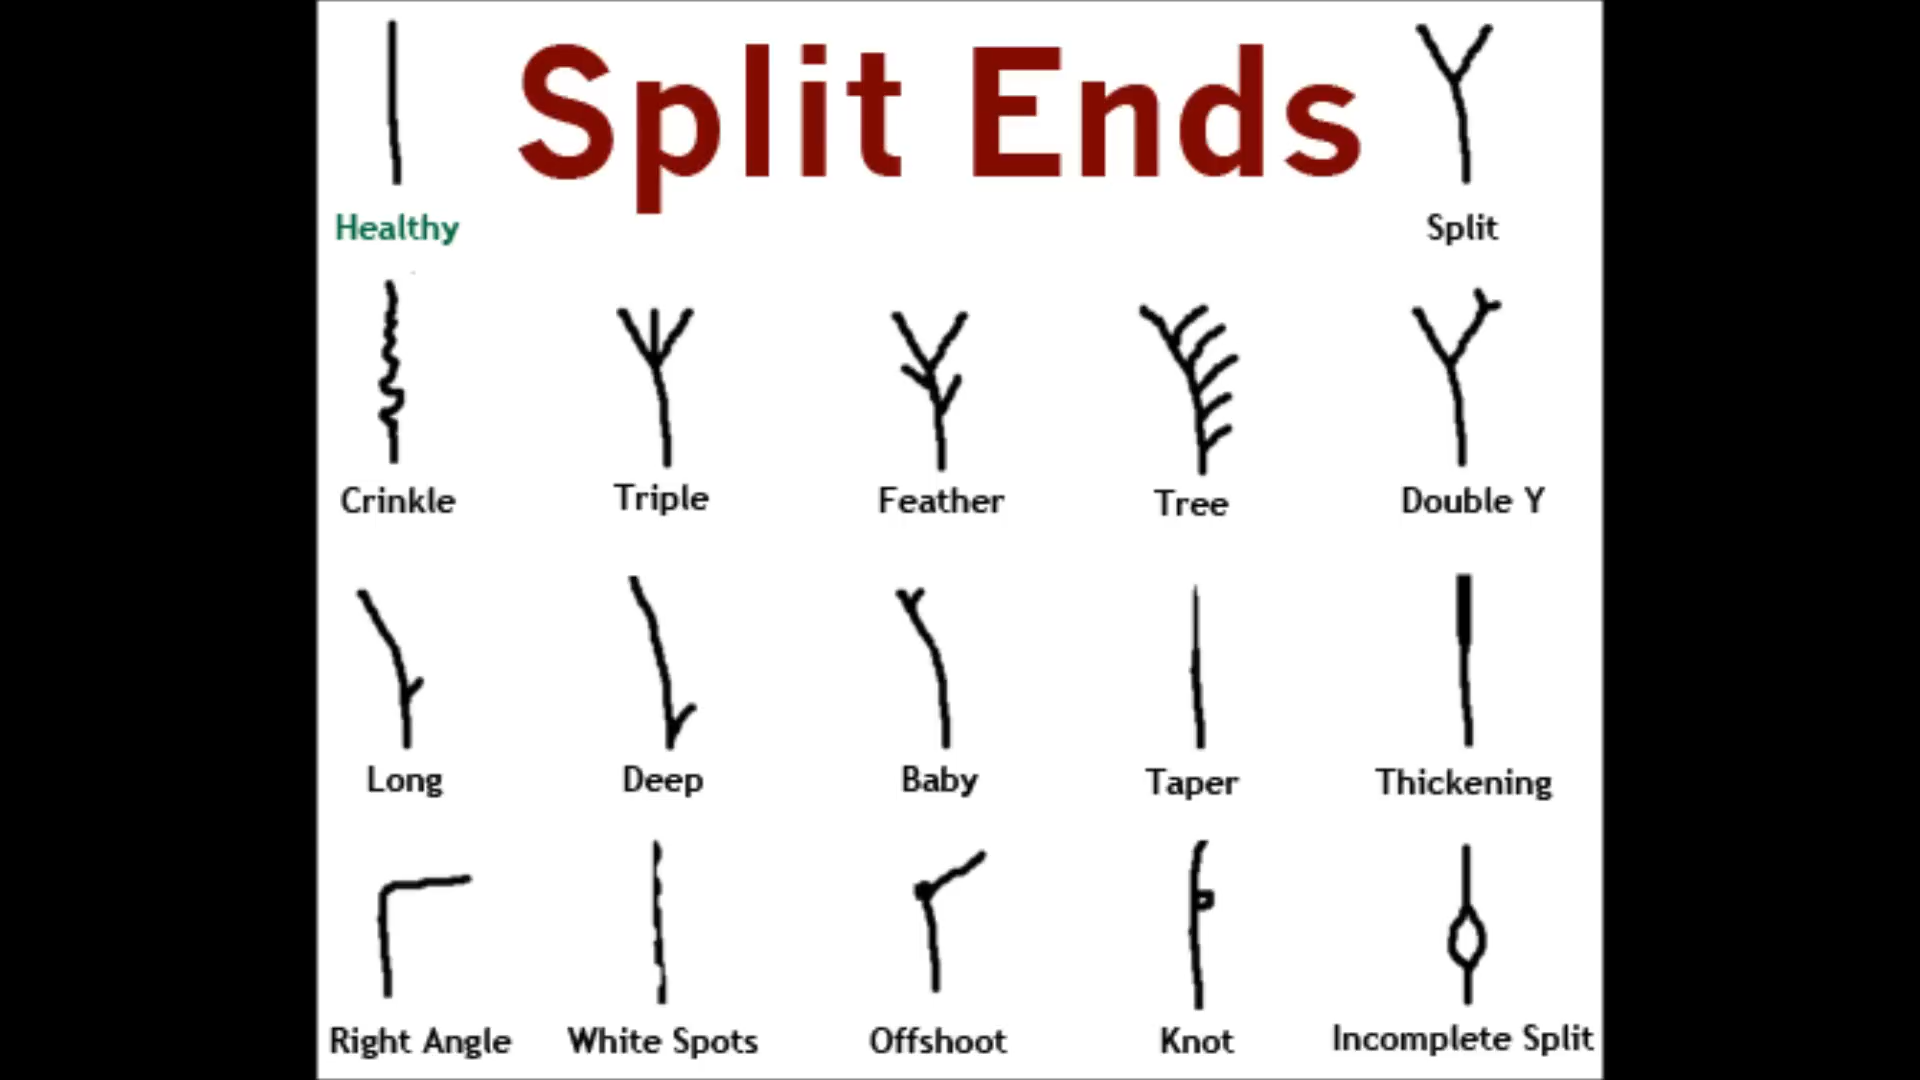 Split Ends
Healthy
Split
Crinkle
Triple
Feather
Tree
Double Y
Long
Deep
Baby
Taper
Thickening
Right Angle
White Spots
Offshoot
Knot
Incomplete Split